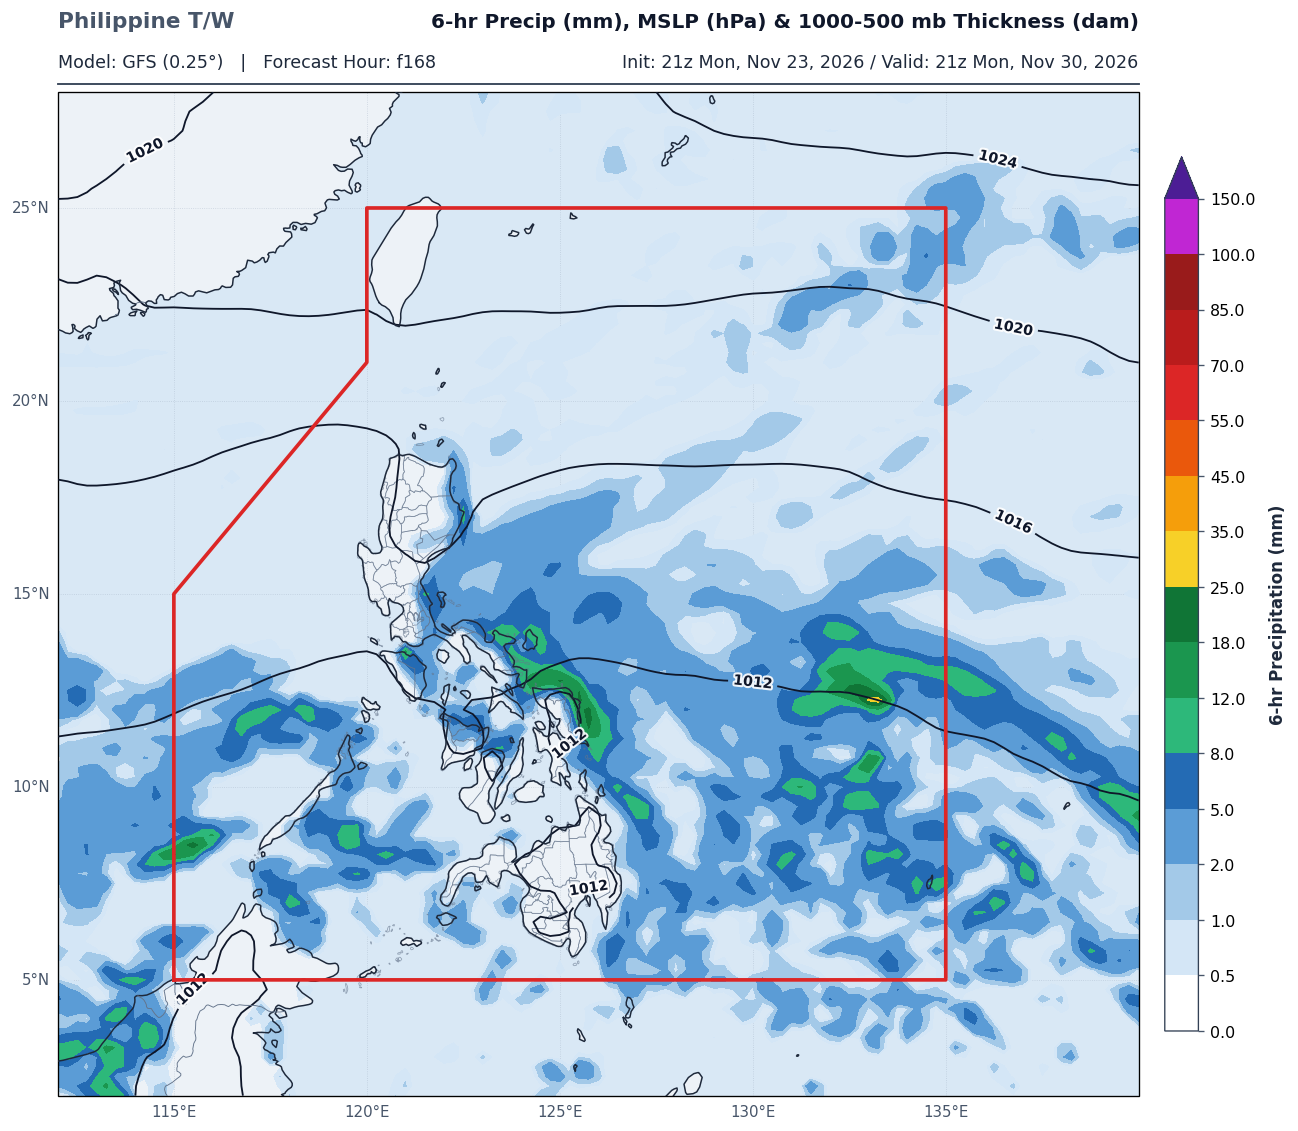 Philippine T/W
6-hr Precip (mm), MSLP (hPa) & 1000-500 mb Thickness (dam)
Model: GFS (0.25°) | Forecast Hour: f168
Init: 21z Mon, Nov 23, 2026 / Valid: 21z Mon, Nov 30, 2026
1020
1024
1020
1016
1012
1012
1012
1012
25°N
20°N
15°N
10°N
5°N
115°E
120°E
125°E
130°E
135°E
150.0
100.0
85.0
70.0
55.0
45.0
35.0
25.0
18.0
12.0
8.0
5.0
2.0
1.0
0.5
0.0
6-hr Precipitation (mm)